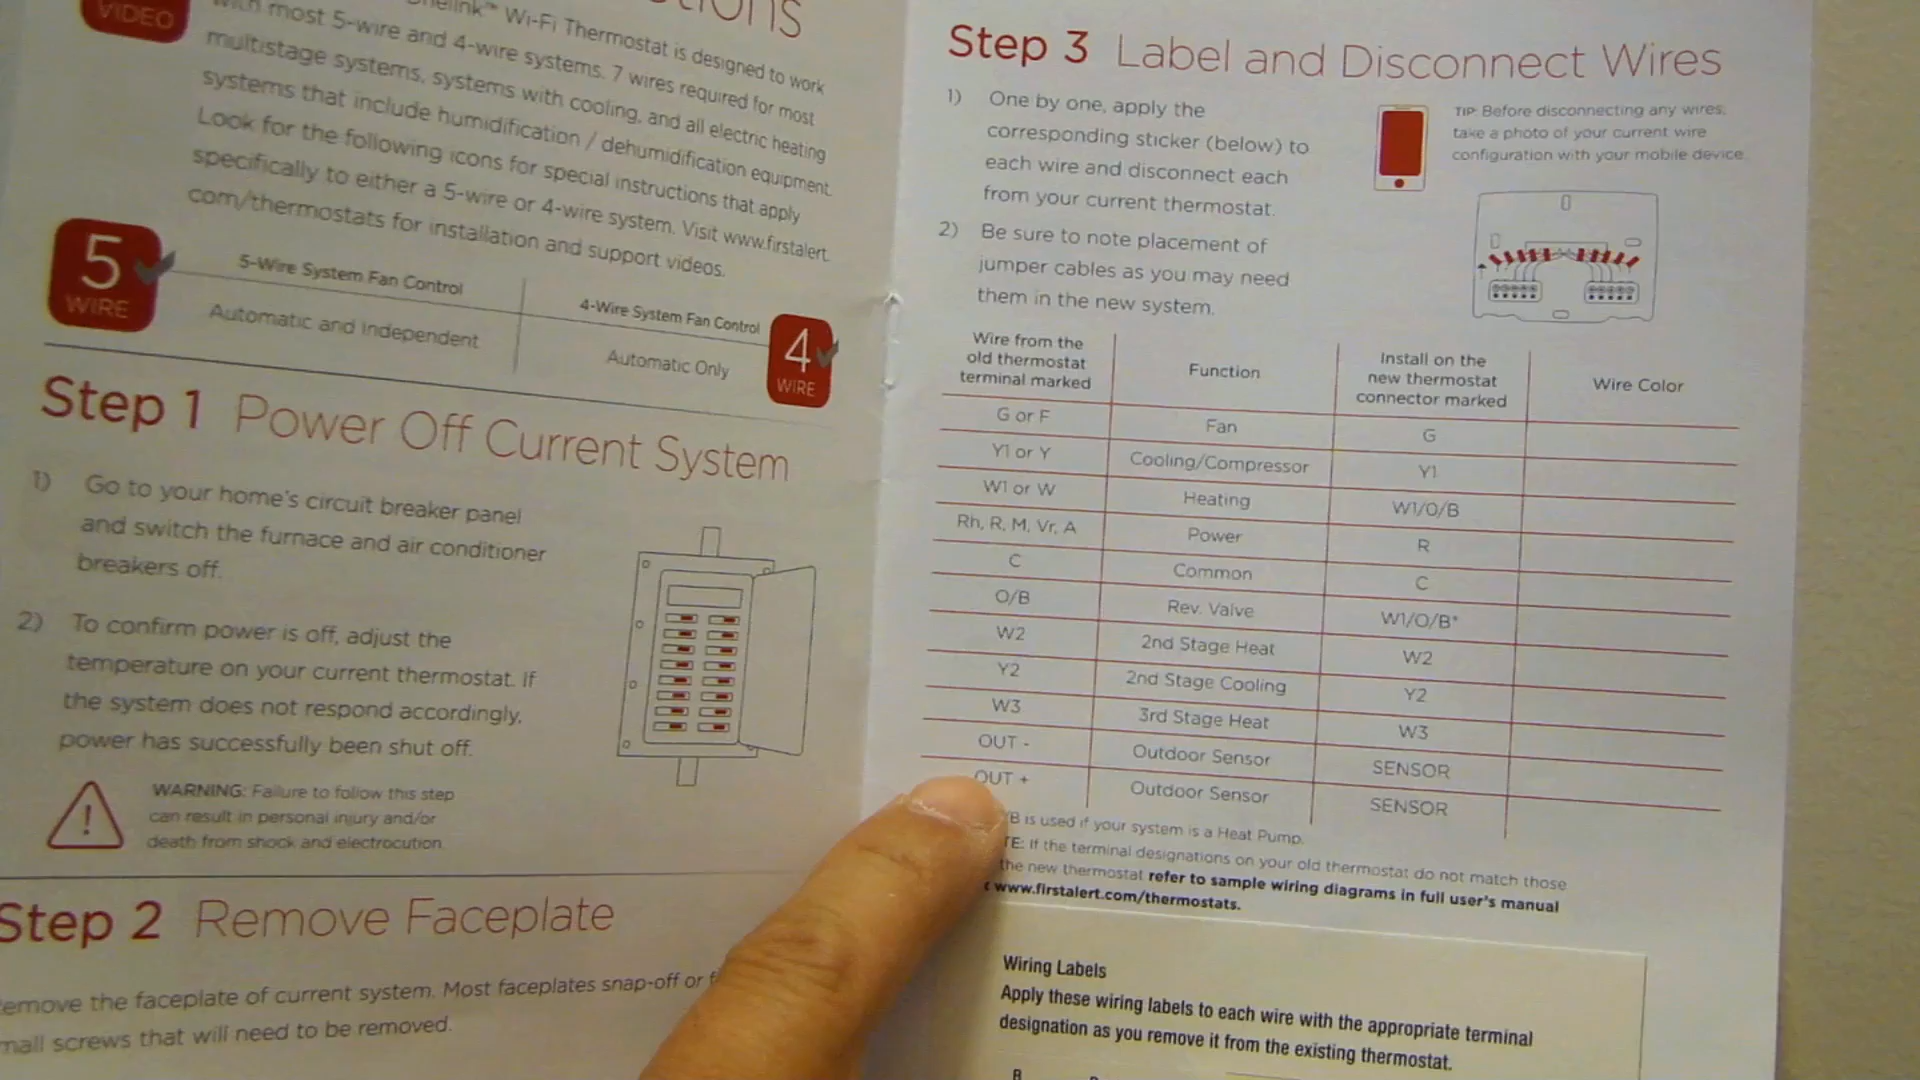 VIDEO
Wi-Fi Thermostat is designed to work
with most 5-wire and 4-wire systems. 7 wires required for most
multistage systems, systems with cooling, and all electric heating
systems that include humidification / dehumidification equipment.
Look for the following icons for special instructions that apply
specifically to either a 5-wire or 4-wire system. Visit www.firstalert.
com/thermostats for installation and support videos.
5
WIRE
5-Wire System Fan Control
4-Wire System Fan Control
Automatic and Independent
Automatic Only
4
WIRE
Step 1 Power Off Current System
1) Go to your home's circuit breaker panel
and switch the furnace and air conditioner
breakers off.
2) To confirm power is off, adjust the
temperature on your current thermostat. If
the system does not respond accordingly,
power has successfully been shut off.
WARNING: Failure to follow this step
can result in personal injury and/or
death from shock and electrocution.
Step 2 Remove Faceplate
emove the faceplate of current system. Most faceplates snap-off or
mall screws that will need to be removed.
Step 3 Label and Disconnect Wires
1) One by one, apply the
corresponding sticker (below) to
each wire and disconnect each
from your current thermostat.
2) Be sure to note placement of
jumper cables as you may need
them in the new system.
TIP: Before disconnecting any wires,
take a photo of your current wire
configuration with your mobile device.
Wire from the
old thermostat
terminal marked
Function
Install on the
new thermostat
connector marked
Wire Color
G or F Fan G
Y1 or Y Cooling/Compressor Y1
W1 or W Heating W1/O/B
Rh, R, M, Vr, A Power R
C Common C
O/B Rev. Valve W1/O/B*
W2 2nd Stage Heat W2
Y2 2nd Stage Cooling Y2
W3 3rd Stage Heat W3
OUT - Outdoor Sensor SENSOR
OUT + Outdoor Sensor SENSOR
/B is used if your system is a Heat Pump.
TE: If the terminal designations on your old thermostat do not match those
the new thermostat refer to sample wiring diagrams in full user's manual
www.firstalert.com/thermostats.
Wiring Labels
Apply these wiring labels to each wire with the appropriate terminal
designation as you remove it from the existing thermostat.